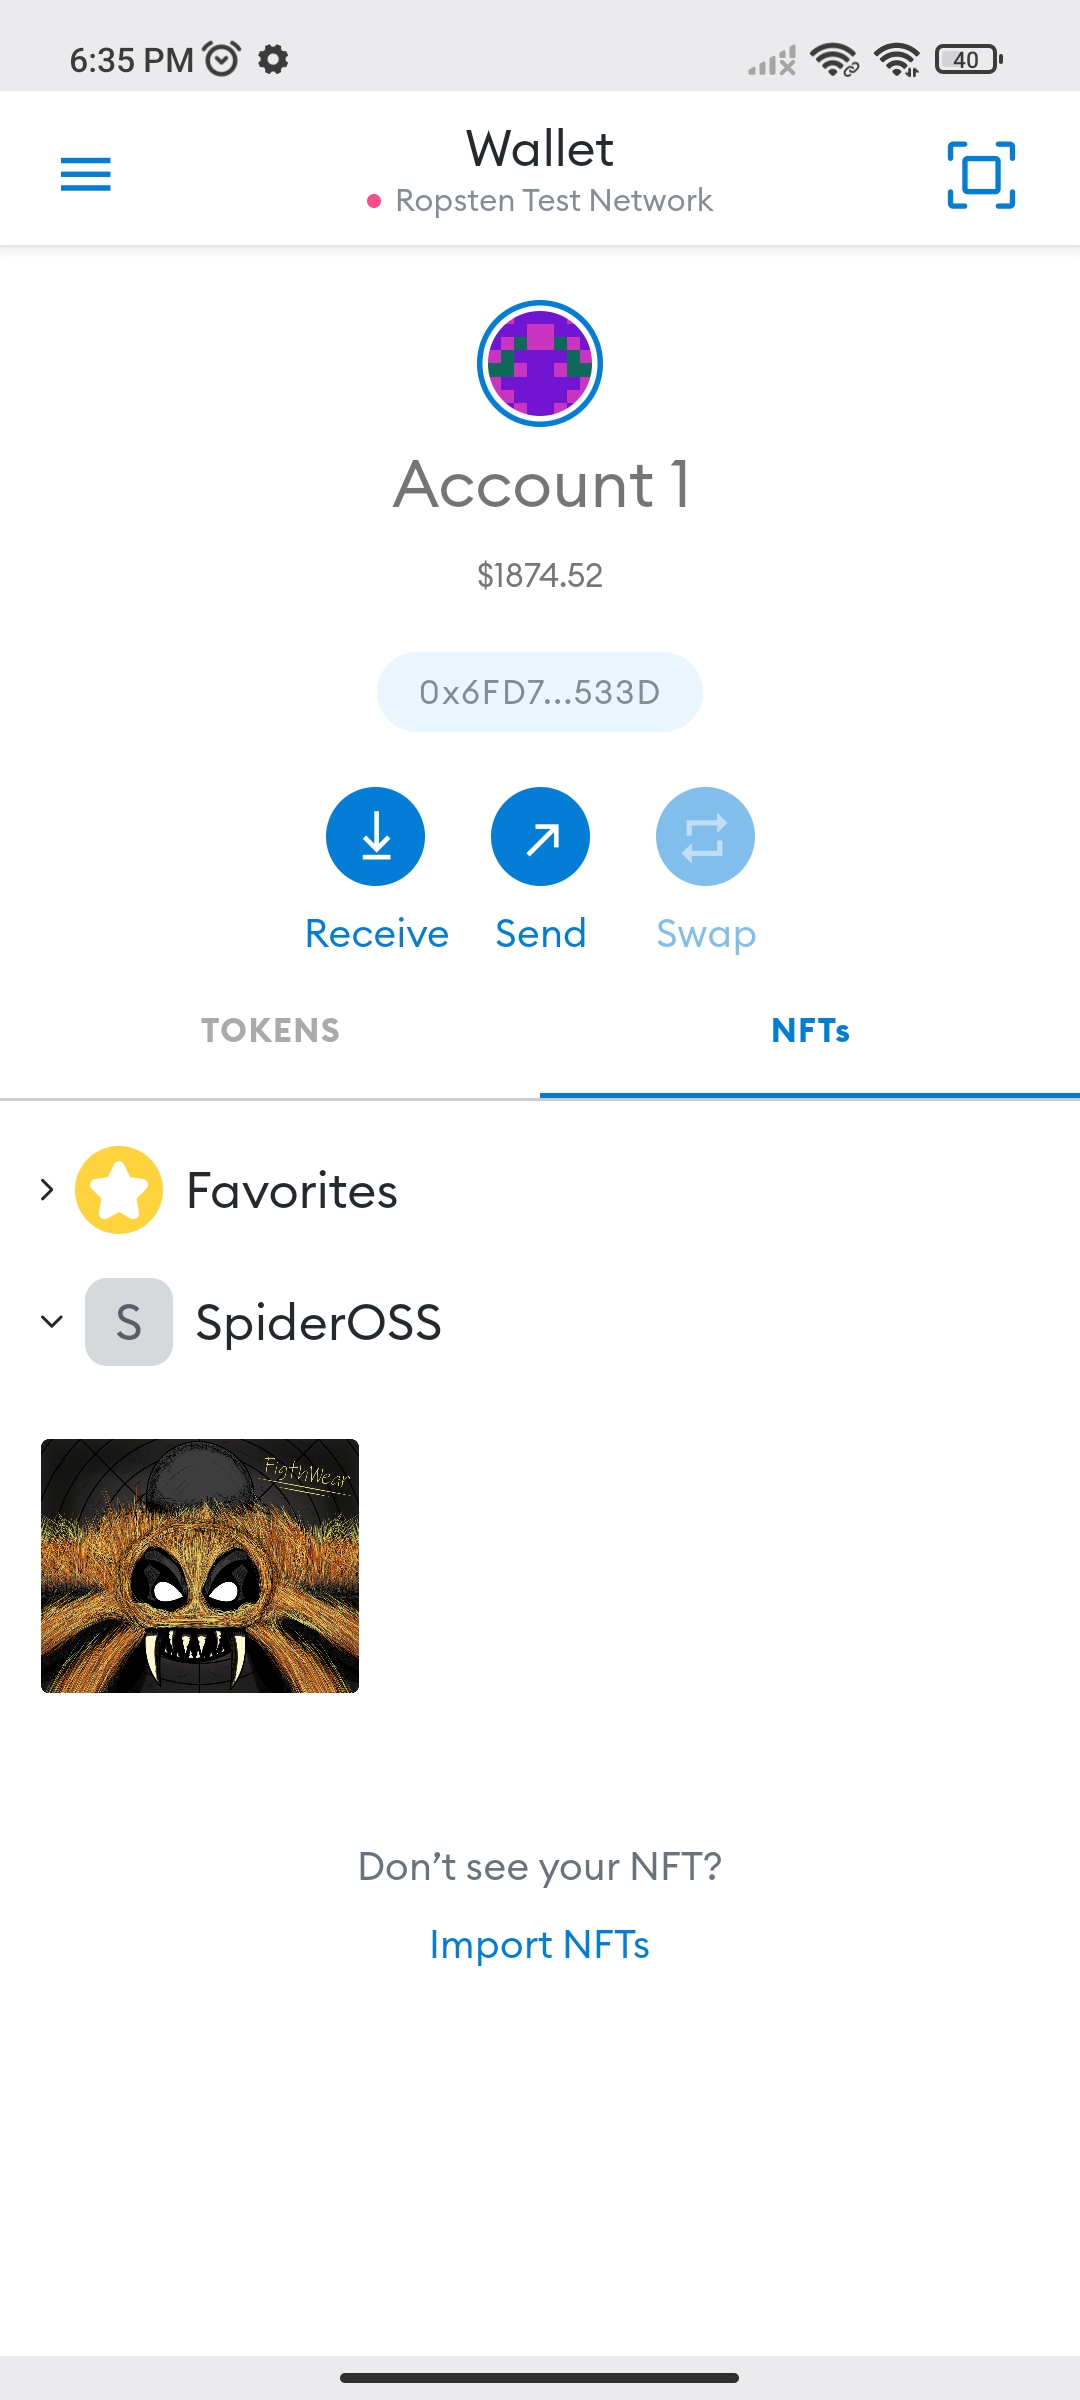 6:35 PM
40
Wallet
Ropsten Test Network
Account 1
$1874.52
0x6FD7...533D
Receive Send Swap
TOKENS NFTs
Favorites
S SpiderOSS
FigthWear
Don’t see your NFT?
Import NFTs